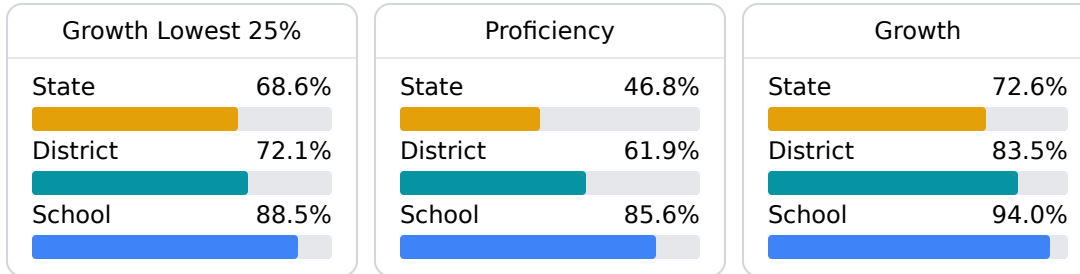 Growth Lowest 25%
State 68.6%
District 72.1%
School 88.5%
Proficiency
State 46.8%
District 61.9%
School 85.6%
Growth
State 72.6%
District 83.5%
School 94.0%